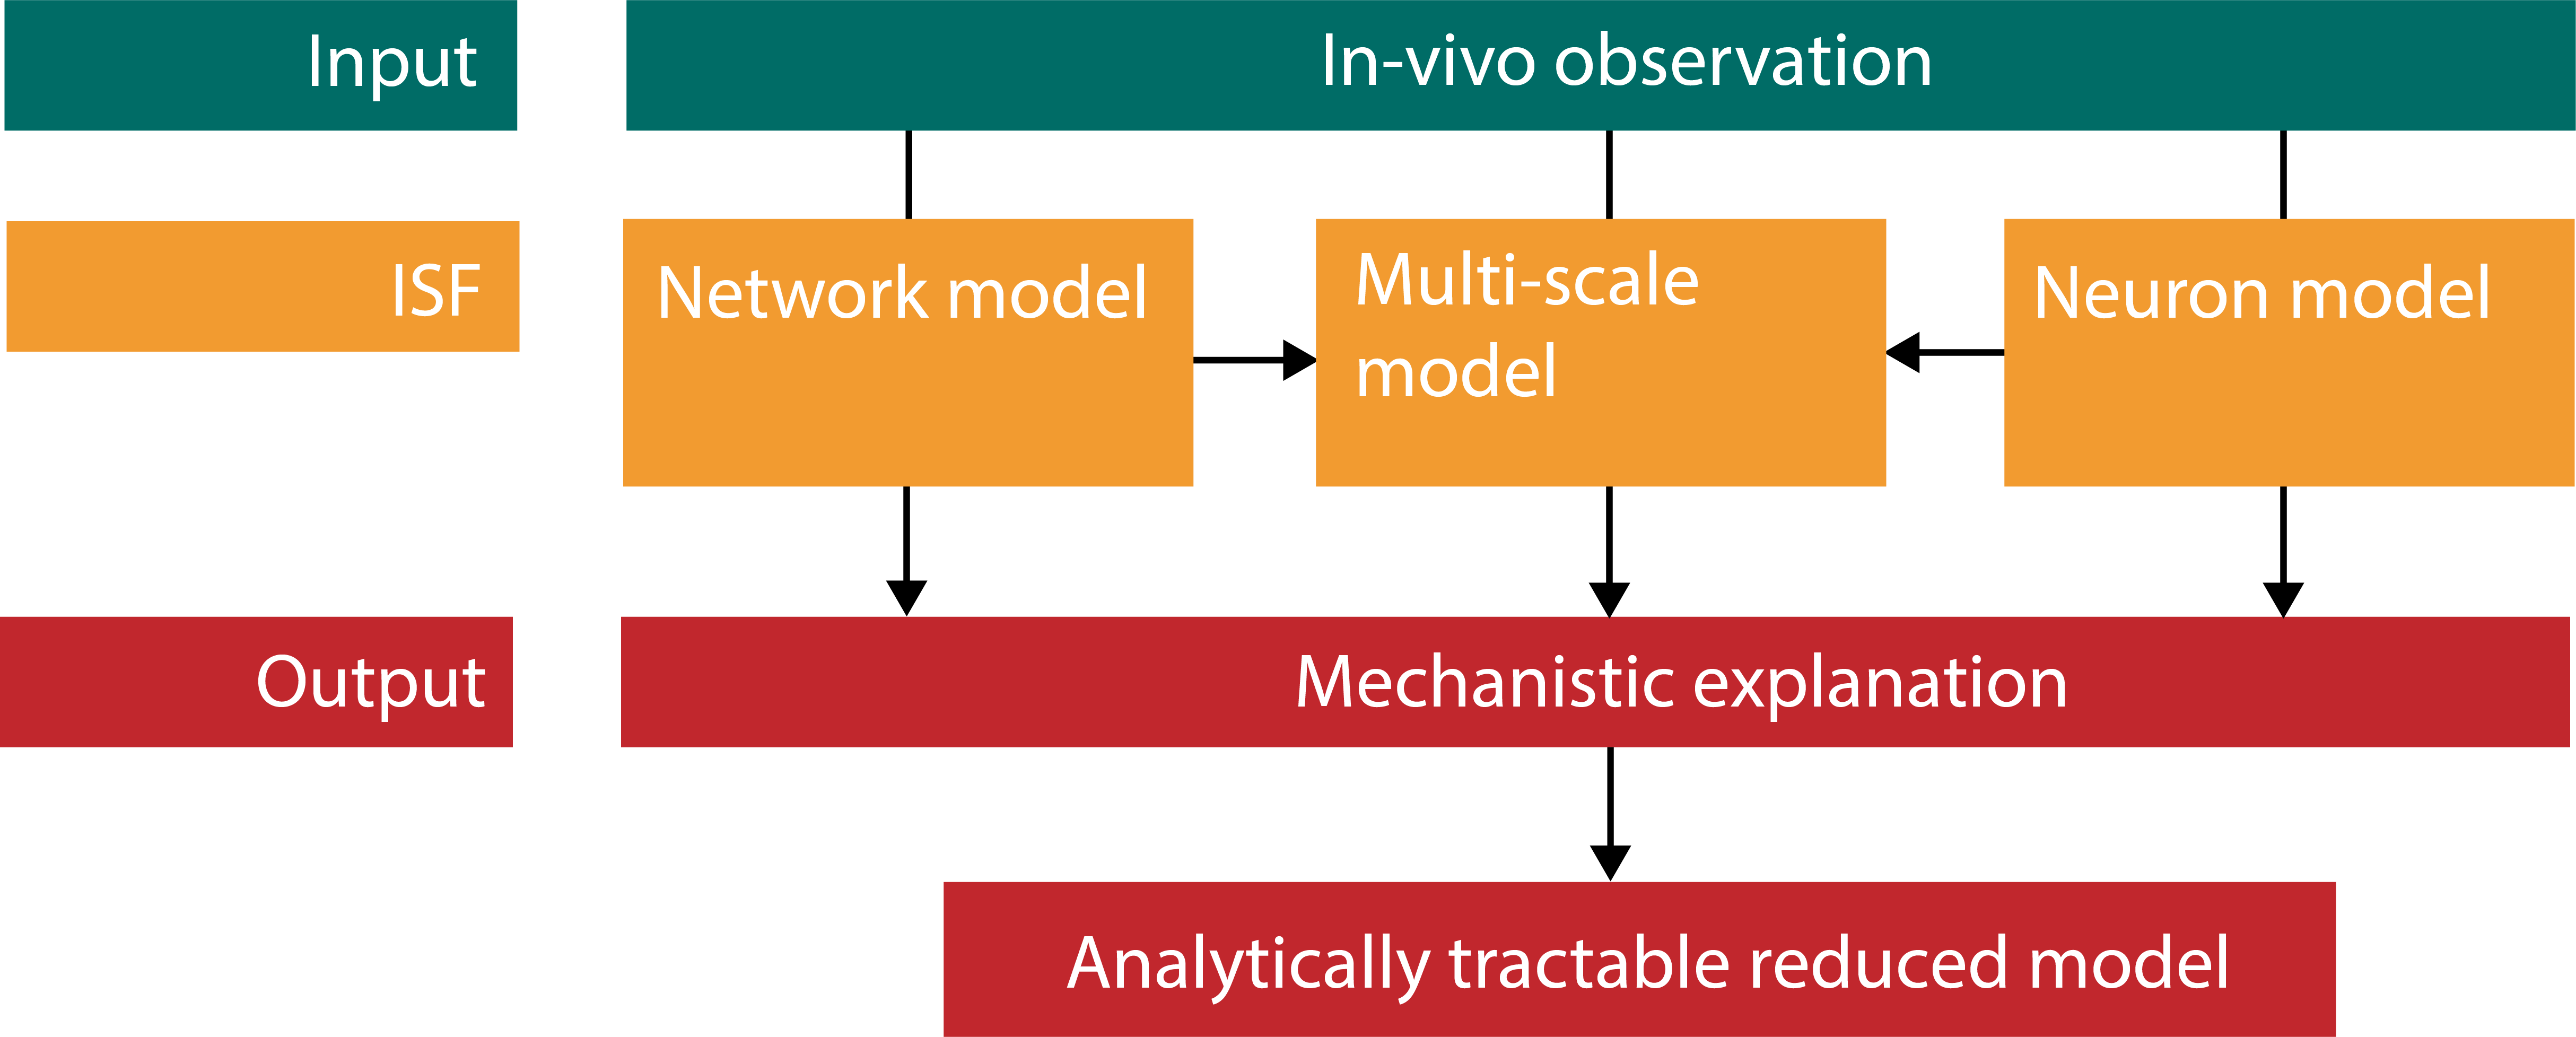 Input
In-vivo observation
ISF
Network model
Multi-scale
model
Neuron model
Output
Mechanistic explanation
Analytically tractable reduced model